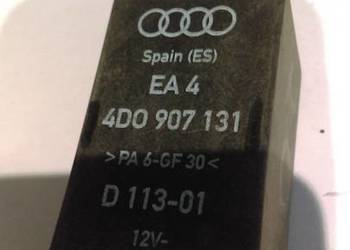 Spain (ES)
EA 4
4D0 907 131
>PA 6-GF 30<
D 113-01
12V-